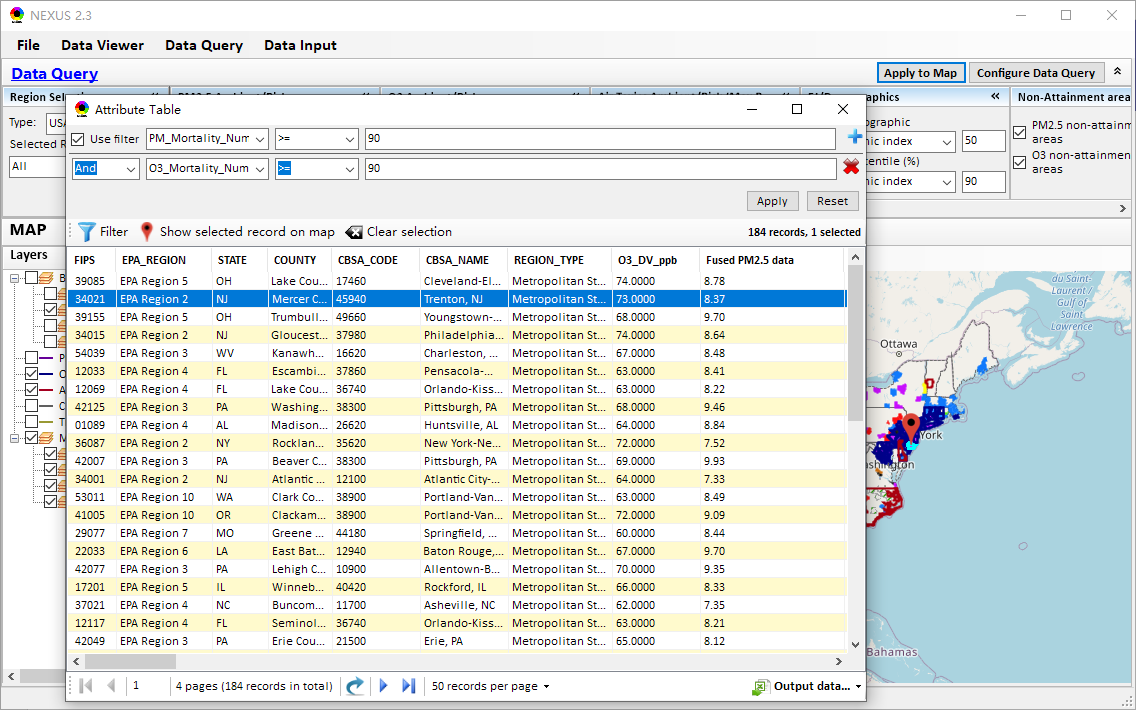 NEXUS 2.3
File Data Viewer Data Query Data Input
Data Query
Apply to Map Configure Data Query
Region
Non-Attainment area
Type: USA
Selected R
All
50
90
PM2.5 non-attainm
areas
O3 non-attainmen
areas
Attribute Table
Use filter PM_Mortality_Num >= 90
And O3_Mortality_Num >= 90
Apply Reset
Filter Show selected record on map Clear selection 184 records, 1 selected
FIPS EPA_REGION STATE COUNTY CBSA_CODE CBSA_NAME REGION_TYPE O3_DV_ppb Fused PM2.5 data
39085 EPA Region 5 OH Lake Cou... 17460 Cleveland-El... Metropolitan St... 74.0000 8.78
34021 EPA Region 2 NJ Mercer C... 45940 Trenton, NJ Metropolitan St... 73.0000 8.37
39155 EPA Region 5 OH Trumbull... 49660 Youngstown-... Metropolitan St... 68.0000 9.70
34015 EPA Region 2 NJ Gloucest... 37980 Philadelphia... Metropolitan St... 74.0000 8.64
54039 EPA Region 3 WV Kanawh... 16620 Charleston, ... Metropolitan St... 67.0000 8.48
12033 EPA Region 4 FL Escambi... 37860 Pensacola-... Metropolitan St... 63.0000 8.41
12069 EPA Region 4 FL Lake Cou... 36740 Orlando-Kiss... Metropolitan St... 63.0000 8.22
42125 EPA Region 3 PA Washing... 38300 Pittsburgh, PA Metropolitan St... 68.0000 9.46
01089 EPA Region 4 AL Madison... 26620 Huntsville, AL Metropolitan St... 64.0000 8.84
36087 EPA Region 2 NY Rocklan... 35620 New York-Ne... Metropolitan St... 72.0000 7.52
42007 EPA Region 3 PA Beaver C... 38300 Pittsburgh, PA Metropolitan St... 69.0000 9.93
34001 EPA Region 2 NJ Atlantic ... 12100 Atlantic City-... Metropolitan St... 64.0000 7.33
53011 EPA Region 10 WA Clark Co... 38900 Portland-Van... Metropolitan St... 63.0000 8.49
41005 EPA Region 10 OR Clackam... 38900 Portland-Van... Metropolitan St... 72.0000 9.09
29077 EPA Region 7 MO Greene ... 44180 Springfield, ... Metropolitan St... 60.0000 8.44
22033 EPA Region 6 LA East Bat... 12940 Baton Rouge,... Metropolitan St... 67.0000 9.70
42077 EPA Region 3 PA Lehigh C... 10900 Allentown-B... Metropolitan St... 70.0000 9.35
17201 EPA Region 5 IL Winneb... 40420 Rockford, IL Metropolitan St... 66.0000 8.33
37021 EPA Region 4 NC Buncom... 11700 Asheville, NC Metropolitan St... 62.0000 7.35
12117 EPA Region 4 FL Seminol... 36740 Orlando-Kiss... Metropolitan St... 63.0000 8.21
42049 EPA Region 3 PA Erie Cou... 21500 Erie, PA Metropolitan St... 65.0000 8.12
1 4 pages (184 records in total) 50 records per page Output data...
MAP
Layers
du Saint-
Laurent /
Gulf of
Saint
Lawrence
Ottawa
York
Bahamas